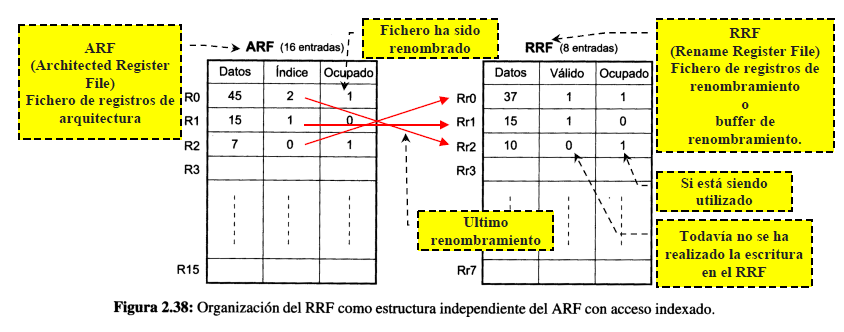 ARF
(Architected Register
File)
Fichero de registros de
arquitectura
ARF (16 entradas)
Fichero ha sido
renombrado
RRF (8 entradas)
RRF
(Rename Register File)
Fichero de registros de
renombramiento
o
buffer de
renombramiento.
Datos Índice Ocupado
R0 45 2 1
R1 15 1 0
R2 7 0 1
R3
R15
Datos Válido Ocupado
Rr0 37 1 1
Rr1 15 1 0
Rr2 10 0 1
Rr3
Rr7
Ultimo
renombramiento
Si está siendo
utilizado
Todavía no se ha
realizado la escritura
en el RRF
Figura 2.38: Organización del RRF como estructura independiente del ARF con acceso indexado.